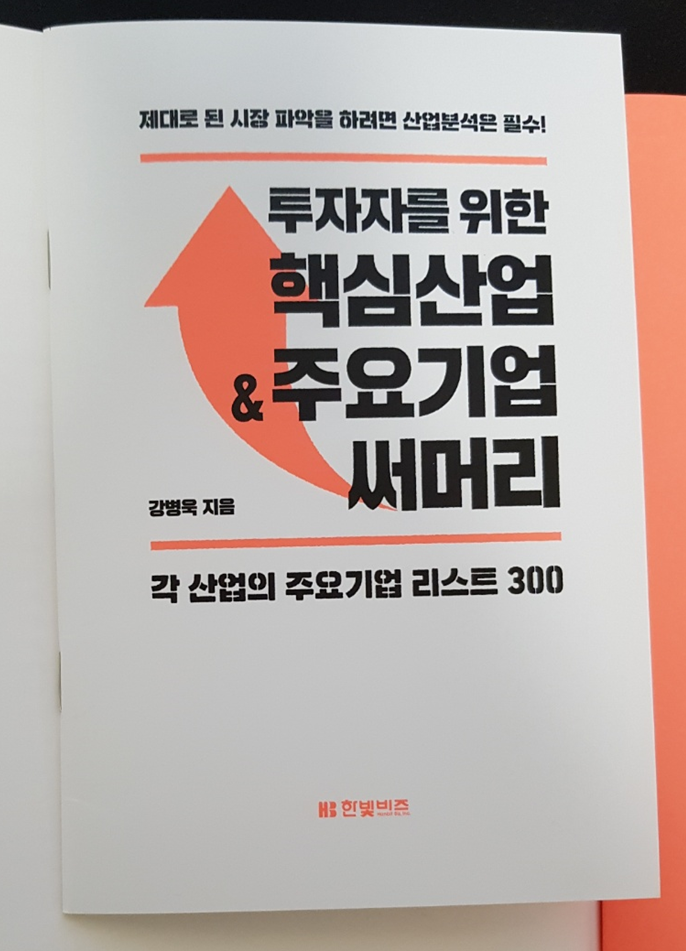 제대로 된 시장 파악을 하려면 산업분석은 필수!
투자자를 위한
핵심산업
&주요기업
써머리
강병욱 지음
각 산업의 주요기업 리스트 300
HB 한빛비즈